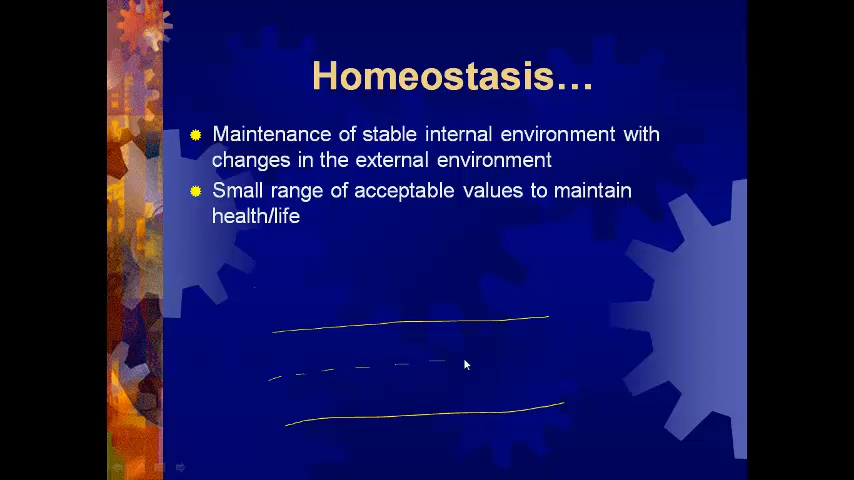 Homeostasis...
Maintenance of stable internal environment with
changes in the external environment
Small range of acceptable values to maintain
health/life